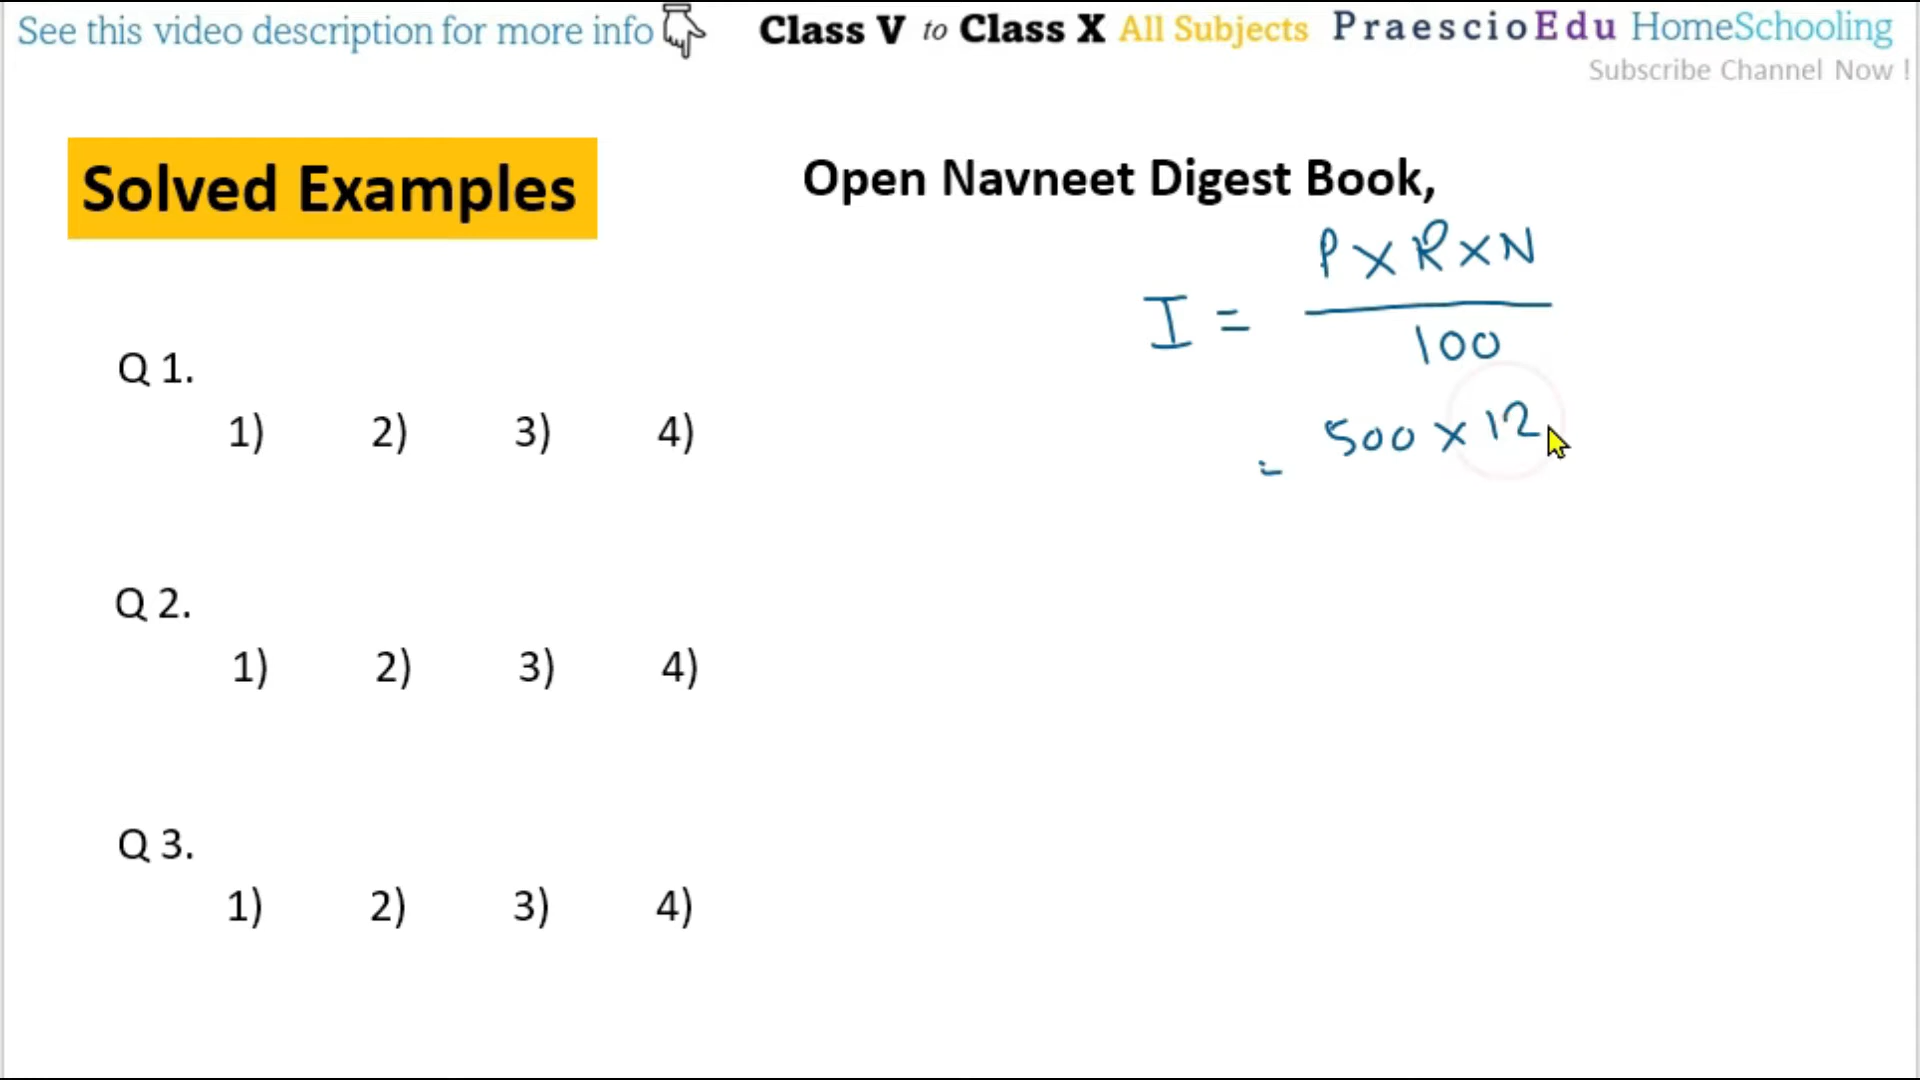 See this video description for more info Class V to Class X All Subjects PraescioEdu HomeSchooling
Subscribe Channel Now !
Solved Examples
Open Navneet Digest Book,
I = P X R X N
100
= 500 x 12
Q 1.
1) 2) 3) 4)
Q 2.
1) 2) 3) 4)
Q 3.
1) 2) 3) 4)